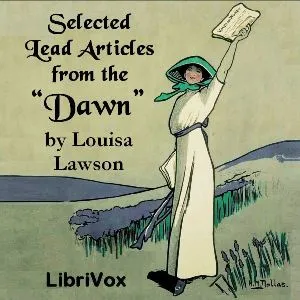 Selected
Lead Articles
from the
“Dawn”
by Louisa
Lawson
LibriVox